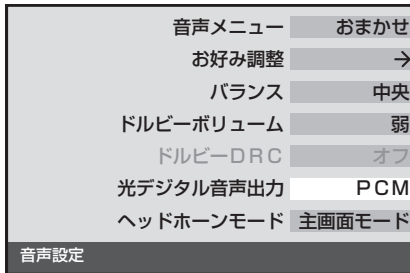 音声メニュー おまかせ
お好み調整 →
バランス 中央
ドルビーボリューム 弱
ドルビーDRC オフ
光デジタル音声出力 PCM
ヘッドホーンモード 主画面モード
音声設定